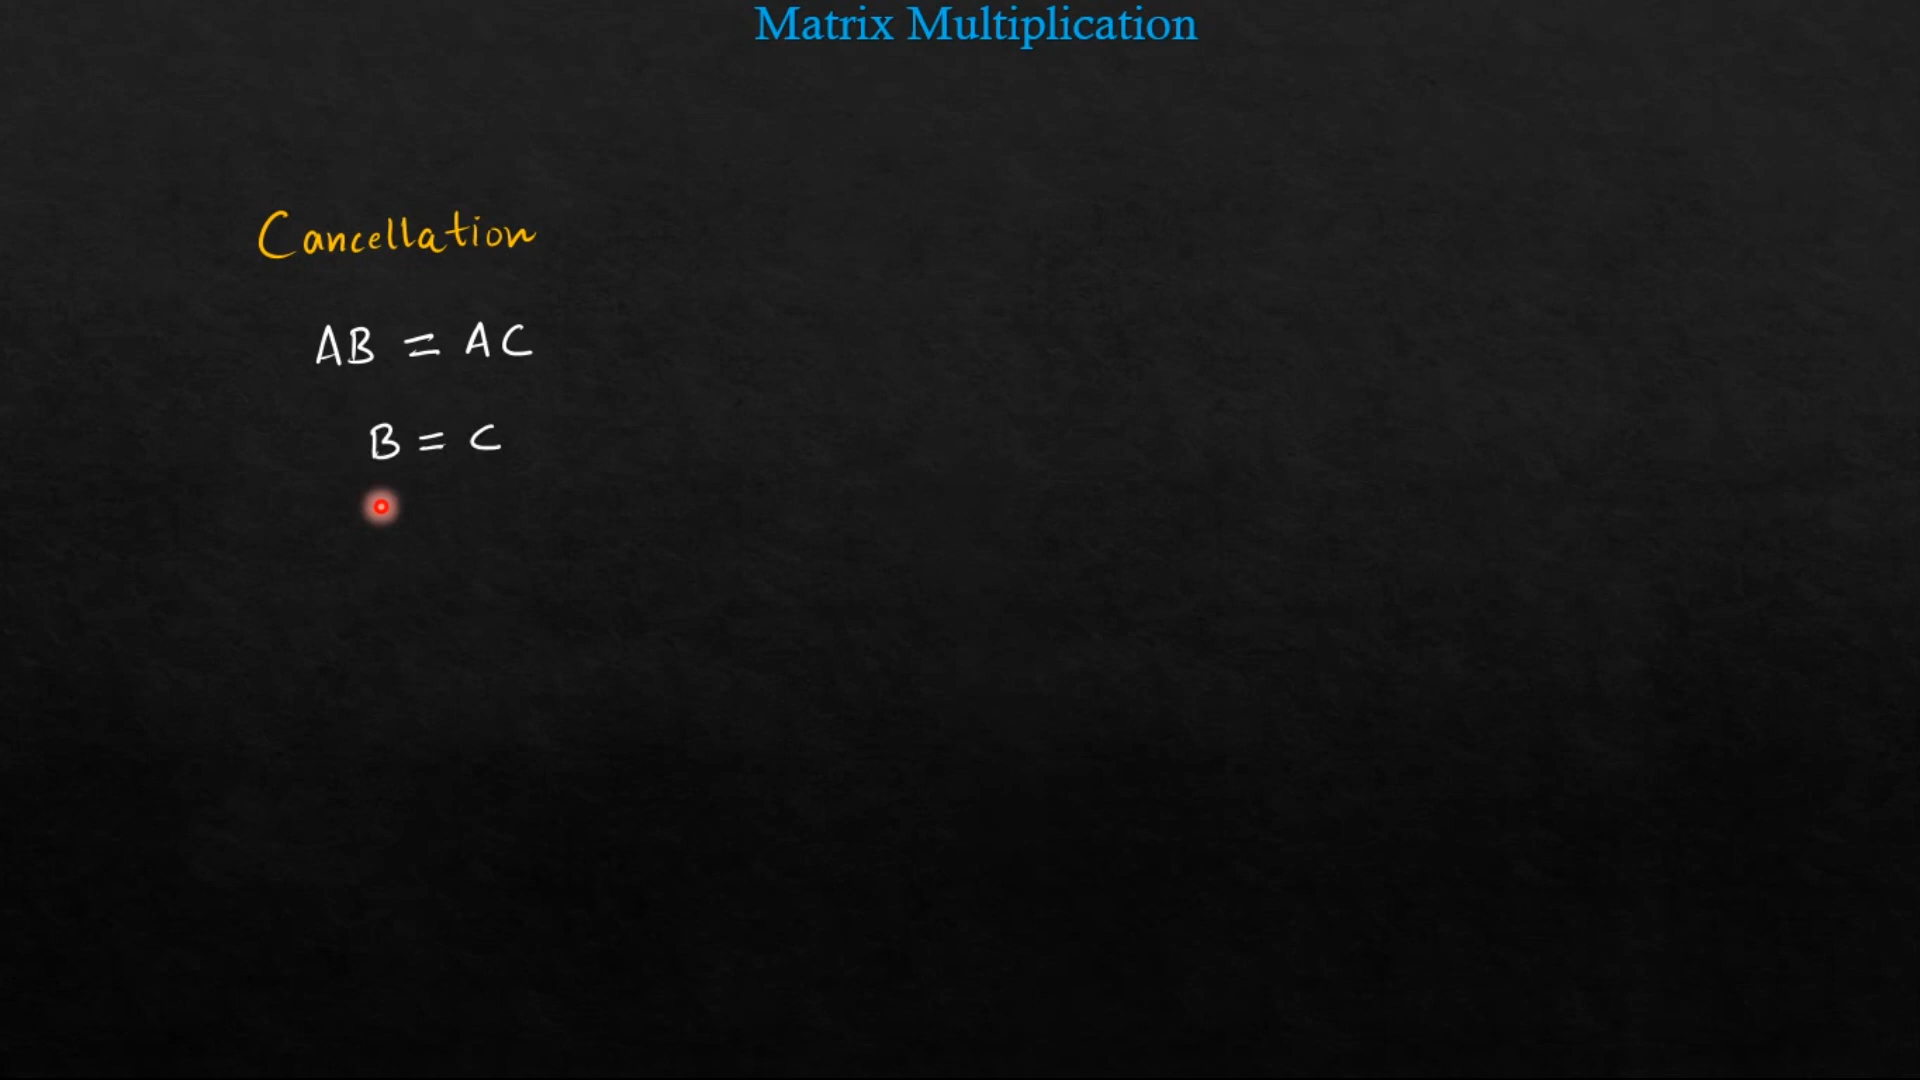 Matrix Multiplication
Cancellation
AB = AC
B = C